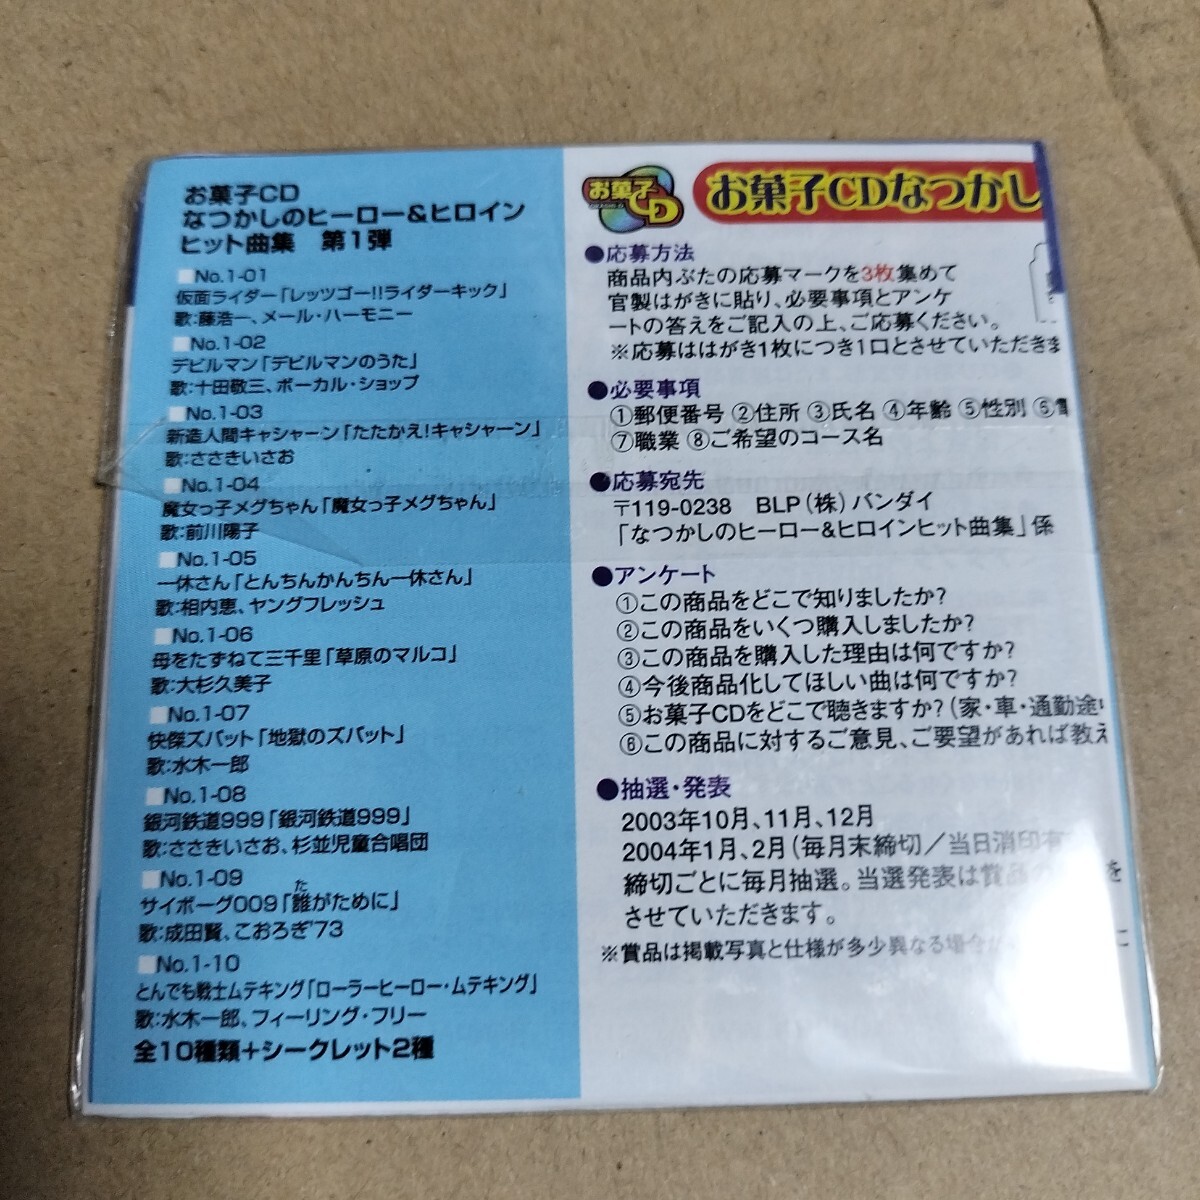 お菓子CD
なつかしのヒーロー&ヒロイン
ヒット曲集　第1弾
■No.1-01
仮面ライダー「レッツゴー!!ライダーキック」
歌:藤浩一、メール・ハーモニー
■No.1-02
デビルマン「デビルマンのうた」
歌:十田敬三、ボーカル・ショップ
■No.1-03
新造人間キャシャーン「たたかえ!キャシャーン」
歌:ささきいさお
■No.1-04
魔女っ子メグちゃん「魔女っ子メグちゃん」
歌:前川陽子
■No.1-05
一休さん「とんちんかんちん一休さん」
歌:相内恵、ヤングフレッシュ
■No.1-06
母をたずねて三千里「草原のマルコ」
歌:大杉久美子
■No.1-07
快傑ズバット「地獄のズバット」
歌:水木一郎
■No.1-08
銀河鉄道999「銀河鉄道999」
歌:ささきいさお、杉並児童合唱団
■No.1-09
た
サイボーグ009「誰がために」
歌:成田賢、こおろぎ'73
■No.1-10
とんでも戦士ムテキング「ローラーヒーロー・ムテキング」
歌:水木一郎、フィーリング・フリー
全10種類+シークレット2種
お菓子
CD
お菓子CDなつかし
●応募方法
商品内ぶたの応募マークを3枚集めて
官製はがきに貼り、必要事項とアンケ
ートの答えをご記入の上、ご応募ください。
※応募ははがき1枚につき1口とさせていただきま
●必要事項
①郵便番号 ②住所 ③氏名 ④年齢 ⑤性別 ⑥
⑦職業 ⑧ご希望のコース名
●応募宛先
〒119-0238　BLP(株)バンダイ
「なつかしのヒーロー&ヒロインヒット曲集」係
●アンケート
①この商品をどこで知りましたか?
②この商品をいくつ購入しましたか?
③この商品を購入した理由は何ですか?
④今後商品化してほしい曲は何ですか?
⑤お菓子CDをどこで聴きますか?(家・車・通勤途
⑥この商品に対するご意見、ご要望があれば教え
●抽選・発表
2003年10月、11月、12月
2004年1月、2月(毎月末締切/当日消印有
締切ごとに毎月抽選。当選発表は賞品の を
させていただきます。
※賞品は掲載写真と仕様が多少異なる場合が に